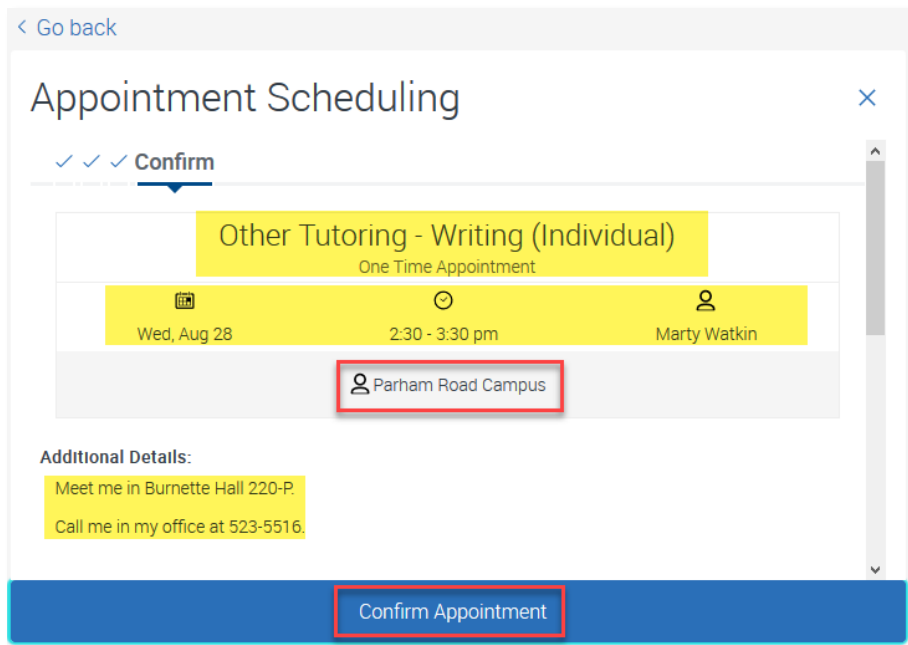 Go back
Appointment Scheduling
Confirm
Other Tutoring - Writing (Individual)
One Time Appointment
Wed, Aug 28 2:30 - 3:30 pm Marty Watkin
Parham Road Campus
Additional Details:
Meet me in Burnette Hall 220-P.
Call me in my office at 523-5516.
Confirm Appointment